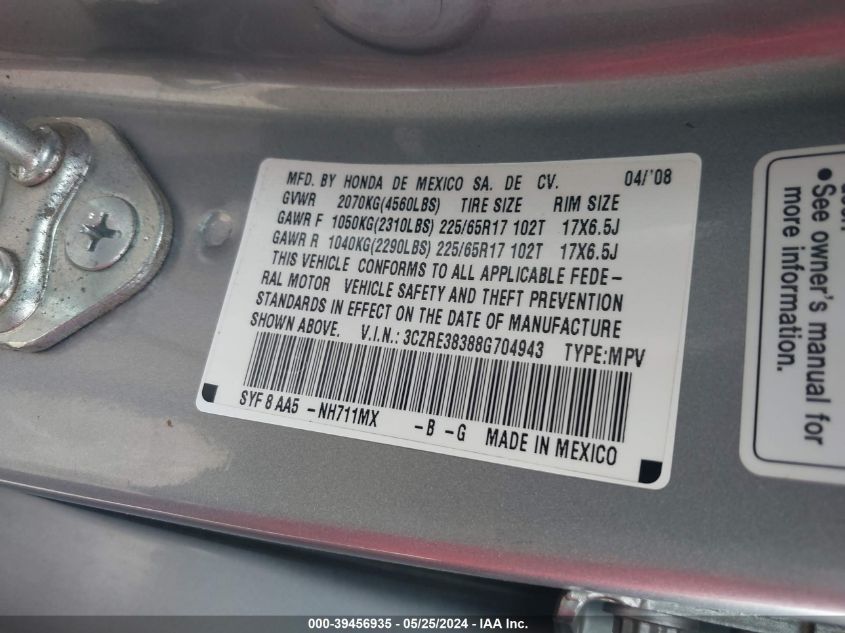 MFD. BY HONDA DE MEXICO SA. DE CV. 04/'08
GVWR 2070KG(4560LBS) TIRE SIZE RIM SIZE
GAWR F 1050KG(2310LBS) 225/65R17 102T 17X6.5J
GAWR R 1040KG(2290LBS) 225/65R17 102T 17X6.5J
THIS VEHICLE CONFORMS TO ALL APPLICABLE FEDE-
RAL MOTOR VEHICLE SAFETY AND THEFT PREVENTION
STANDARDS IN EFFECT ON THE DATE OF MANUFACTURE
SHOWN ABOVE. V.I.N.: 3CZRE38388G704943 TYPE:MPV
SYF 8 AA5 -NH711MX -B -G MADE IN MEXICO
• See owner's manual for
more information.
000-39456935 - 05/25/2024 - IAA Inc.